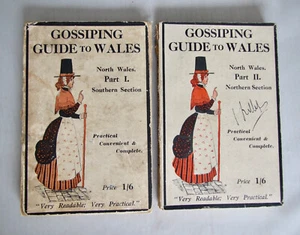 GOSSIPING
GUIDE TO WALES
North Wales.
Part I.
Southern Section
Practical
Convenient &
Complete.
Price 1/6
"Very Readable: Very Practical."
GOSSIPING
GUIDE TO WALES
North Wales.
Part II.
Northern Section
Practical
Convenient &
Complete.
Price 1/6
"Very Readable: Very Practical."